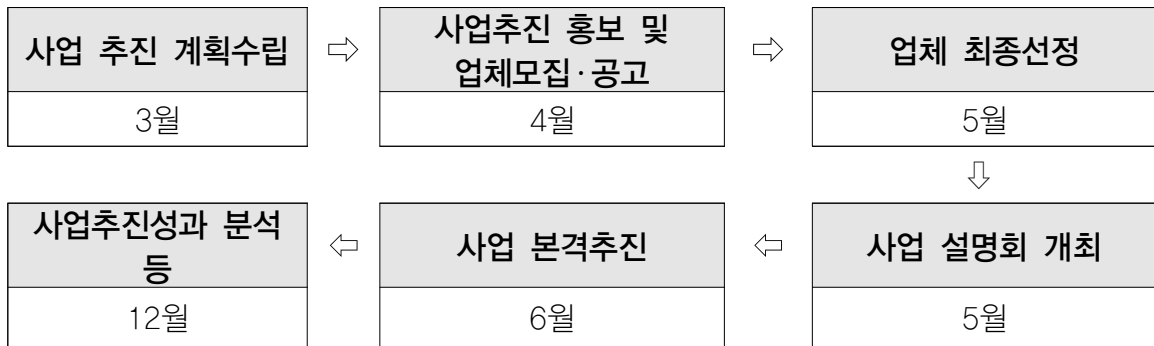 사업 추진 계획수립
⇨
사업추진 홍보 및
업체모집·공고
⇨
업체 최종선정
3월
4월
5월
⇩
사업추진성과 분석
등
⇦
사업 본격추진
⇦
사업 설명회 개최
12월
6월
5월